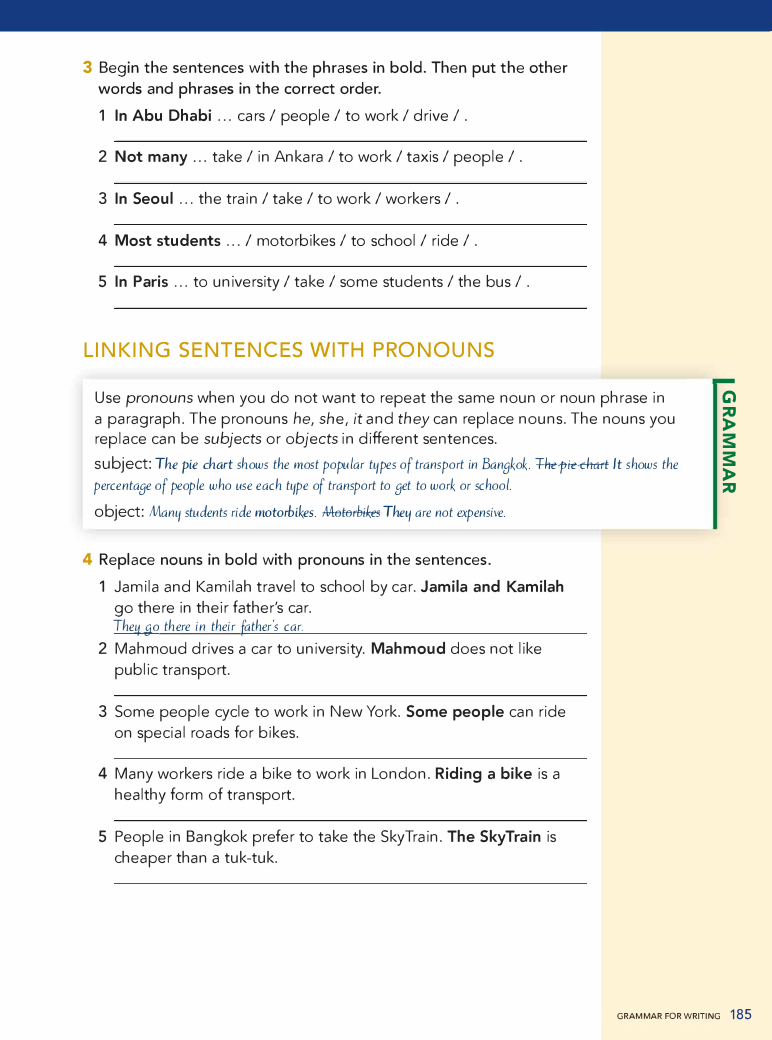 3 Begin the sentences with the phrases in bold. Then put the other
words and phrases in the correct order.
1 In Abu Dhabi … cars / people / to work / drive / .
2 Not many … take / in Ankara / to work / taxis / people / .
3 In Seoul … the train / take / to work / workers / .
4 Most students … / motorbikes / to school / ride / .
5 In Paris … to university / take / some students / the bus / .
LINKING SENTENCES WITH PRONOUNS
Use pronouns when you do not want to repeat the same noun or noun phrase in
a paragraph. The pronouns he, she, it and they can replace nouns. The nouns you
replace can be subjects or objects in different sentences.
subject: The pie chart shows the most popular types of transport in Bangkok. The pie chart It shows the
percentage of people who use each type of transport to get to work or school.
object: Many students ride motorbikes. Motorbikes They are not expensive.
GRAMMAR
4 Replace nouns in bold with pronouns in the sentences.
1 Jamila and Kamilah travel to school by car. Jamila and Kamilah
go there in their father's car.
They go there in their father's car.
2 Mahmoud drives a car to university. Mahmoud does not like
public transport.
3 Some people cycle to work in New York. Some people can ride
on special roads for bikes.
4 Many workers ride a bike to work in London. Riding a bike is a
healthy form of transport.
5 People in Bangkok prefer to take the SkyTrain. The SkyTrain is
cheaper than a tuk-tuk.
GRAMMAR FOR WRITING 185